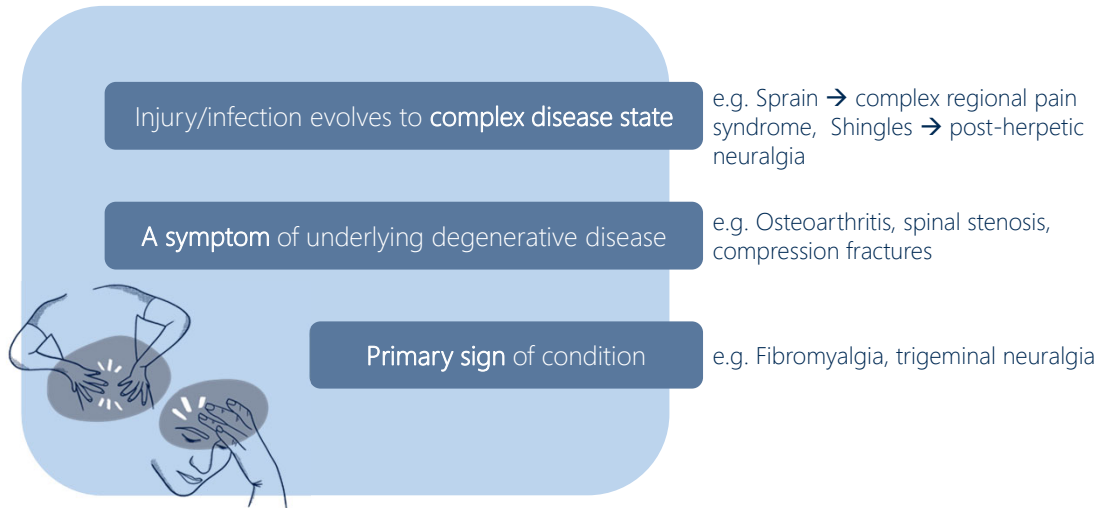 Injury/infection evolves to complex disease state
e.g. Sprain → complex regional pain
syndrome,  Shingles → post-herpetic
neuralgia
A symptom of underlying degenerative disease
e.g. Osteoarthritis, spinal stenosis,
compression fractures
Primary sign of condition
e.g. Fibromyalgia, trigeminal neuralgia